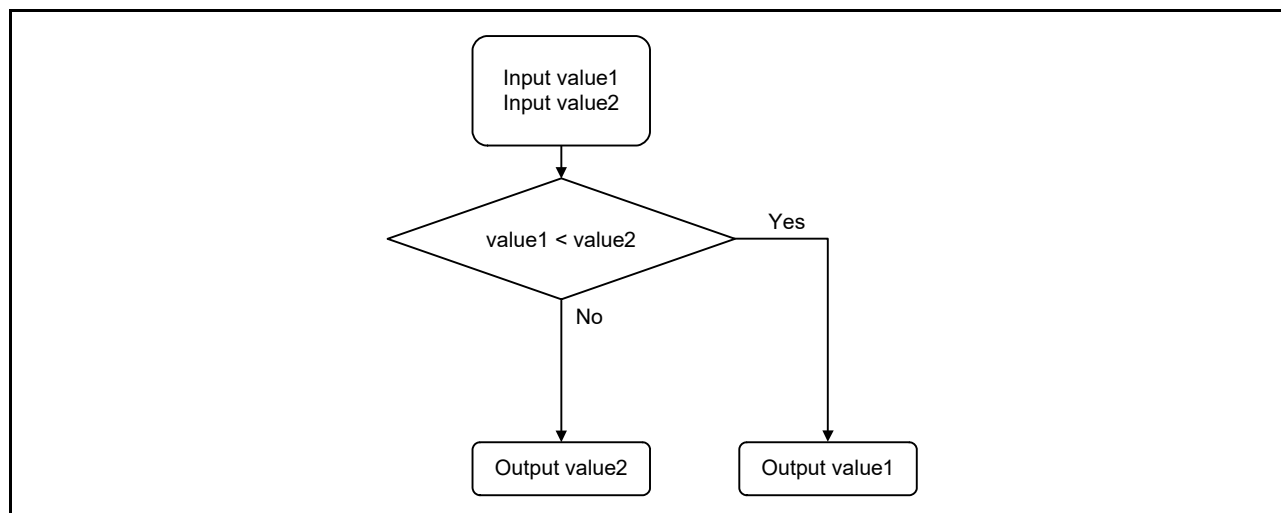 Input value1
Input value2
value1 < value2
Yes
No
Output value2
Output value1